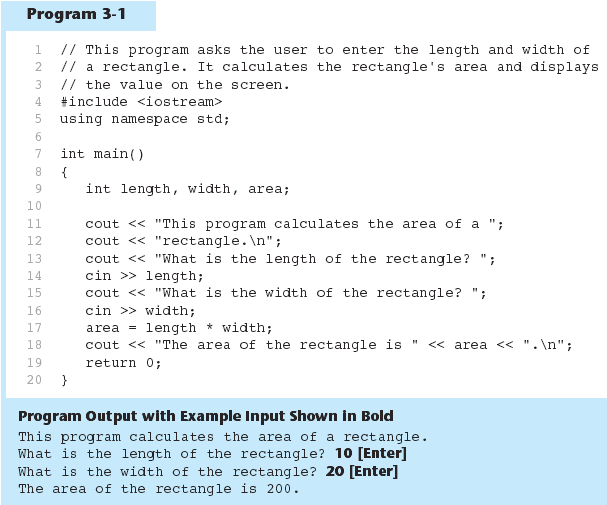 Program 3-1
1 // This program asks the user to enter the length and width of
2 // a rectangle. It calculates the rectangle's area and displays
3 // the value on the screen.
4 #include <iostream>
5 using namespace std;
6
7 int main()
8 {
9    int length, width, area;
10
11    cout << "This program calculates the area of a ";
12    cout << "rectangle.\n";
13    cout << "What is the length of the rectangle? ";
14    cin >> length;
15    cout << "What is the width of the rectangle? ";
16    cin >> width;
17    area = length * width;
18    cout << "The area of the rectangle is " << area << ".\n";
19    return 0;
20 }
Program Output with Example Input Shown in Bold
This program calculates the area of a rectangle.
What is the length of the rectangle? 10 [Enter]
What is the width of the rectangle? 20 [Enter]
The area of the rectangle is 200.